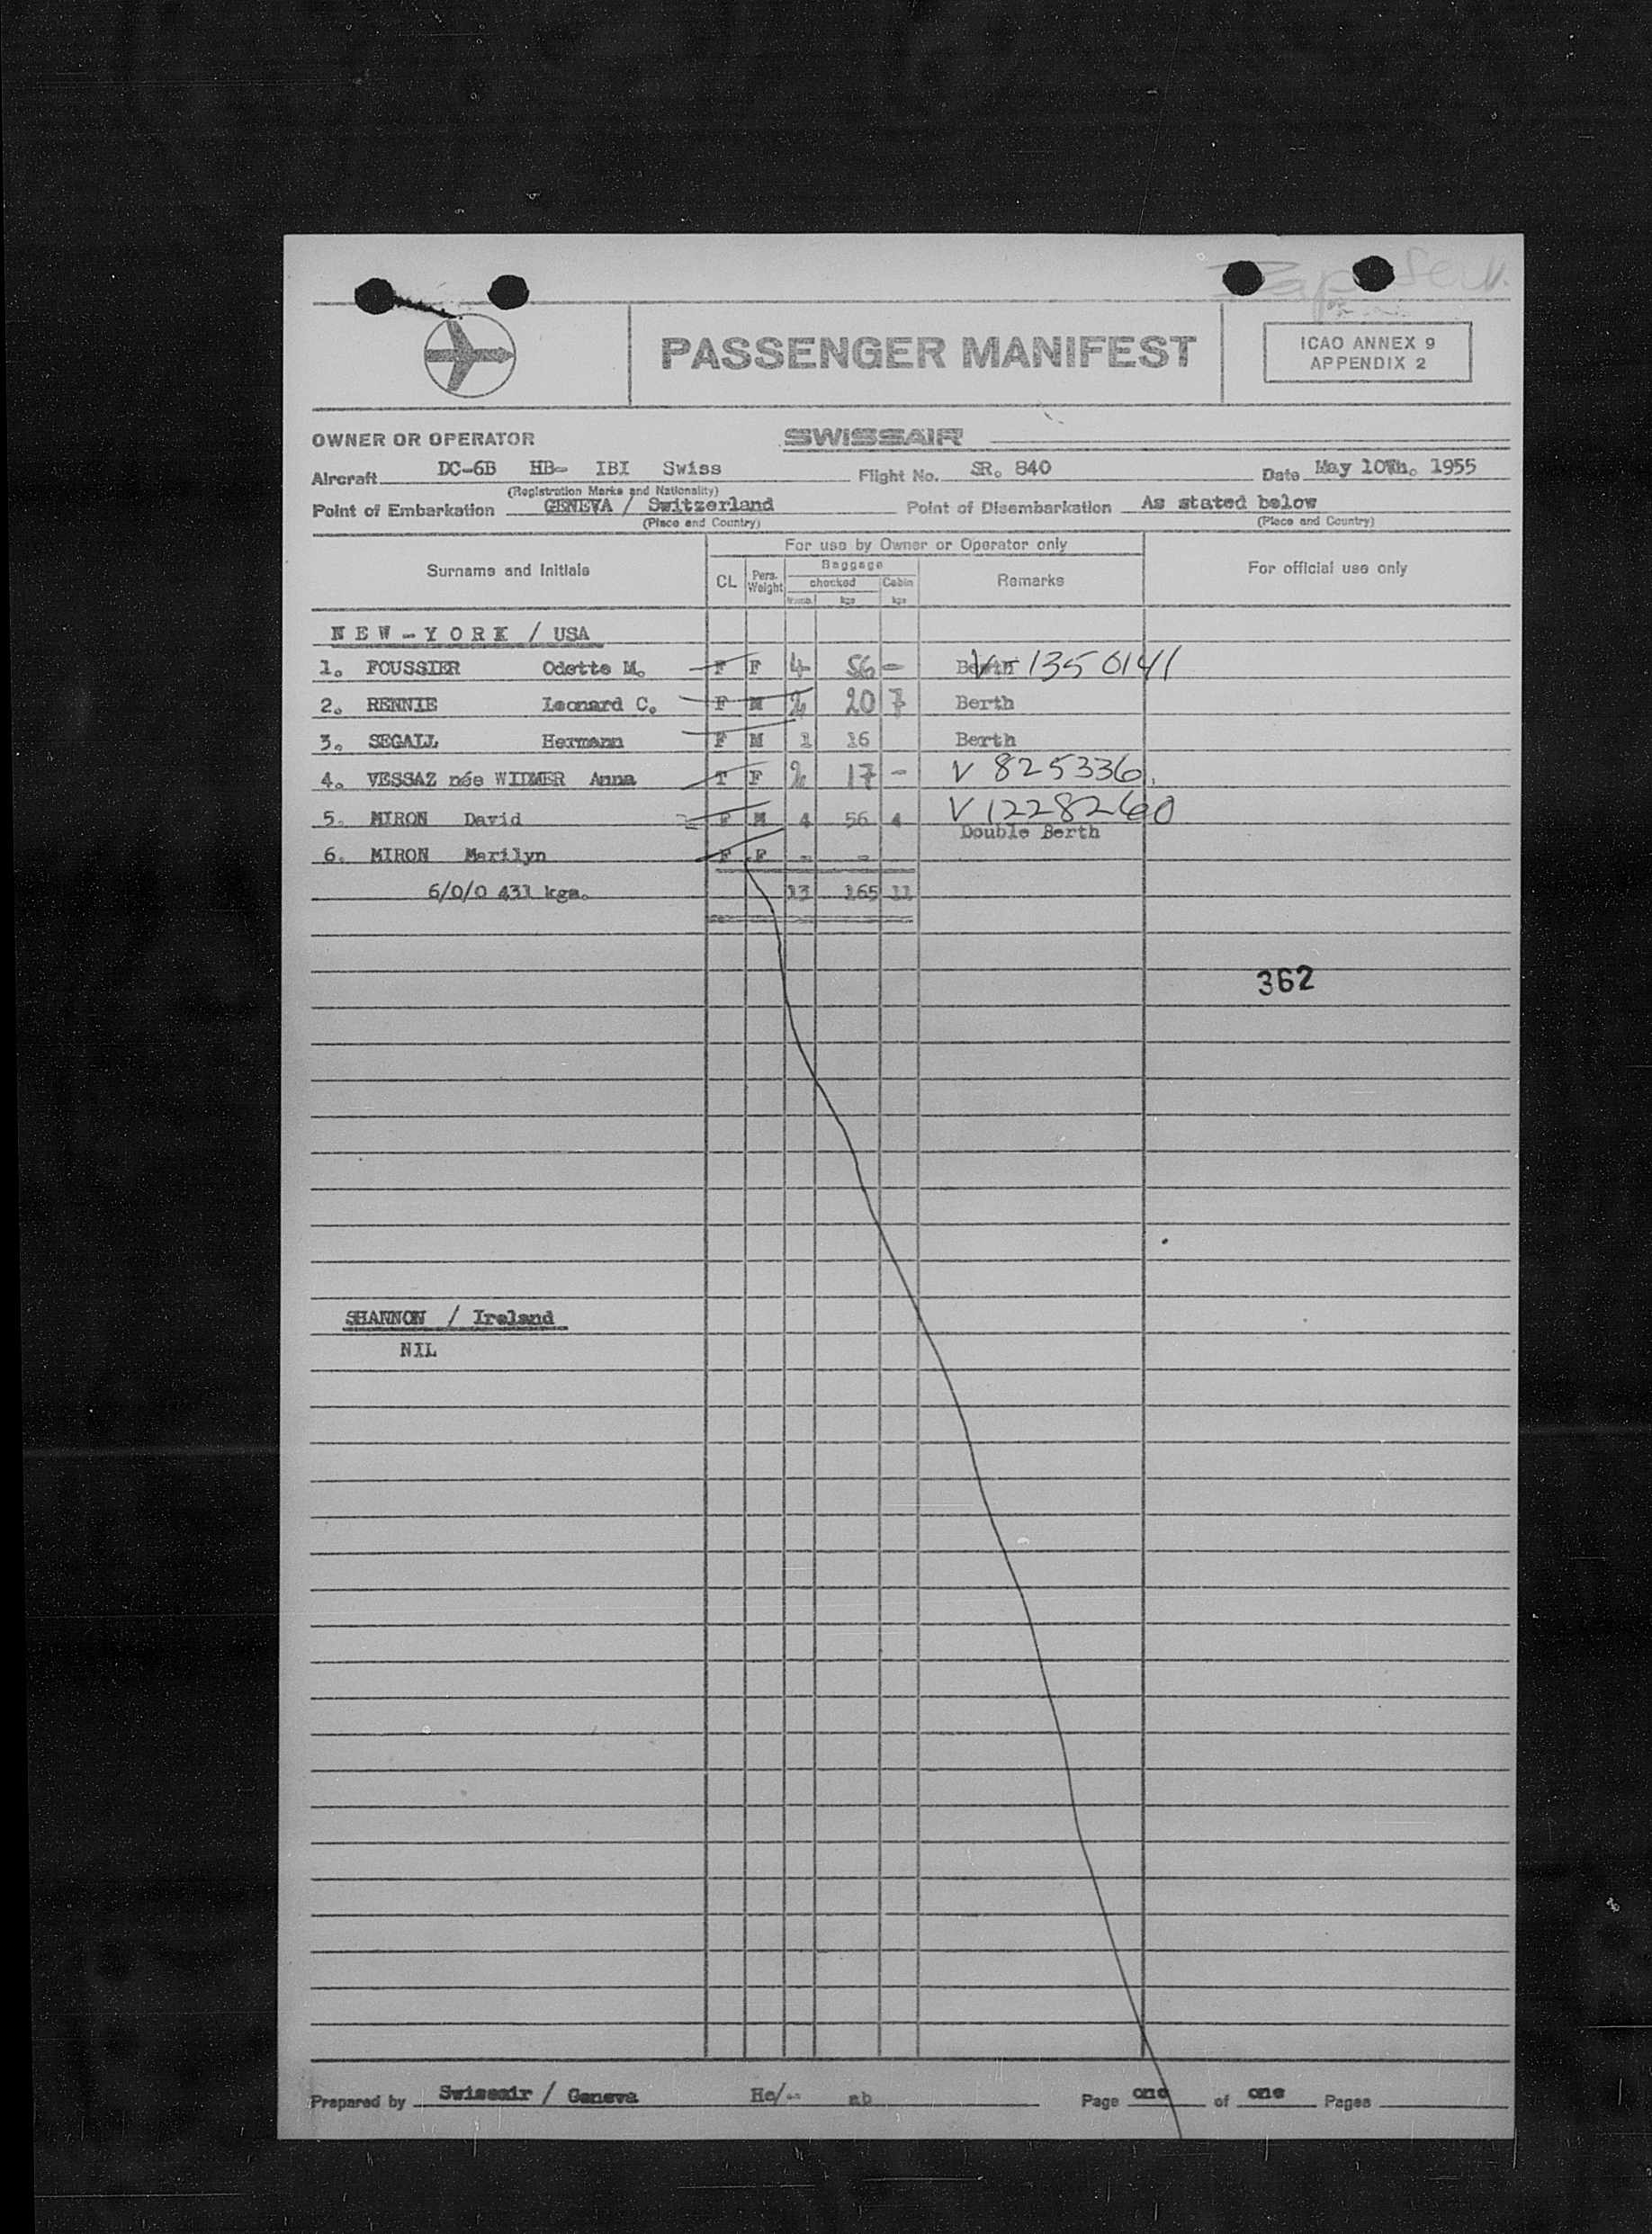 PASSENGER MANIFEST
ICAO ANNEX 9
APPENDIX 2
OWNER OR OPERATOR SWISSAIR
Aircraft DC-6B HB- IBI Swiss Flight No. SR. 840 Date May 10th. 1955
(Registration Marks and Nationality)
Point of Embarkation GENEVA / Switzerland Point of Disembarkation As stated below
(Place and Country) (Place and Country)
For use by Owner or Operator only
Surname and Initials CL Pers. Weight Baggage Remarks For official use only
checked Cabin
kgs kgs
NEW-YORK / USA
1. FOUSSIER Odette M. F F 4 56 - Berth V-1350141
2. RENNIE Leonard C. F M 2 20 7 Berth
3. SEGALL Hermann F M 1 16 Berth
4. VESSAZ née WIDMER Anna T F 2 17 - V 825336
5. MIRON David F M 4 56 4 V 1228260
Double Berth
6. MIRON Marilyn F F - -
6/0/0 431 kgs. 13 165 11
362
SHANNON / Ireland
NIL
Prepared by Swissair / Geneva He/-- ab Page one of one Pages